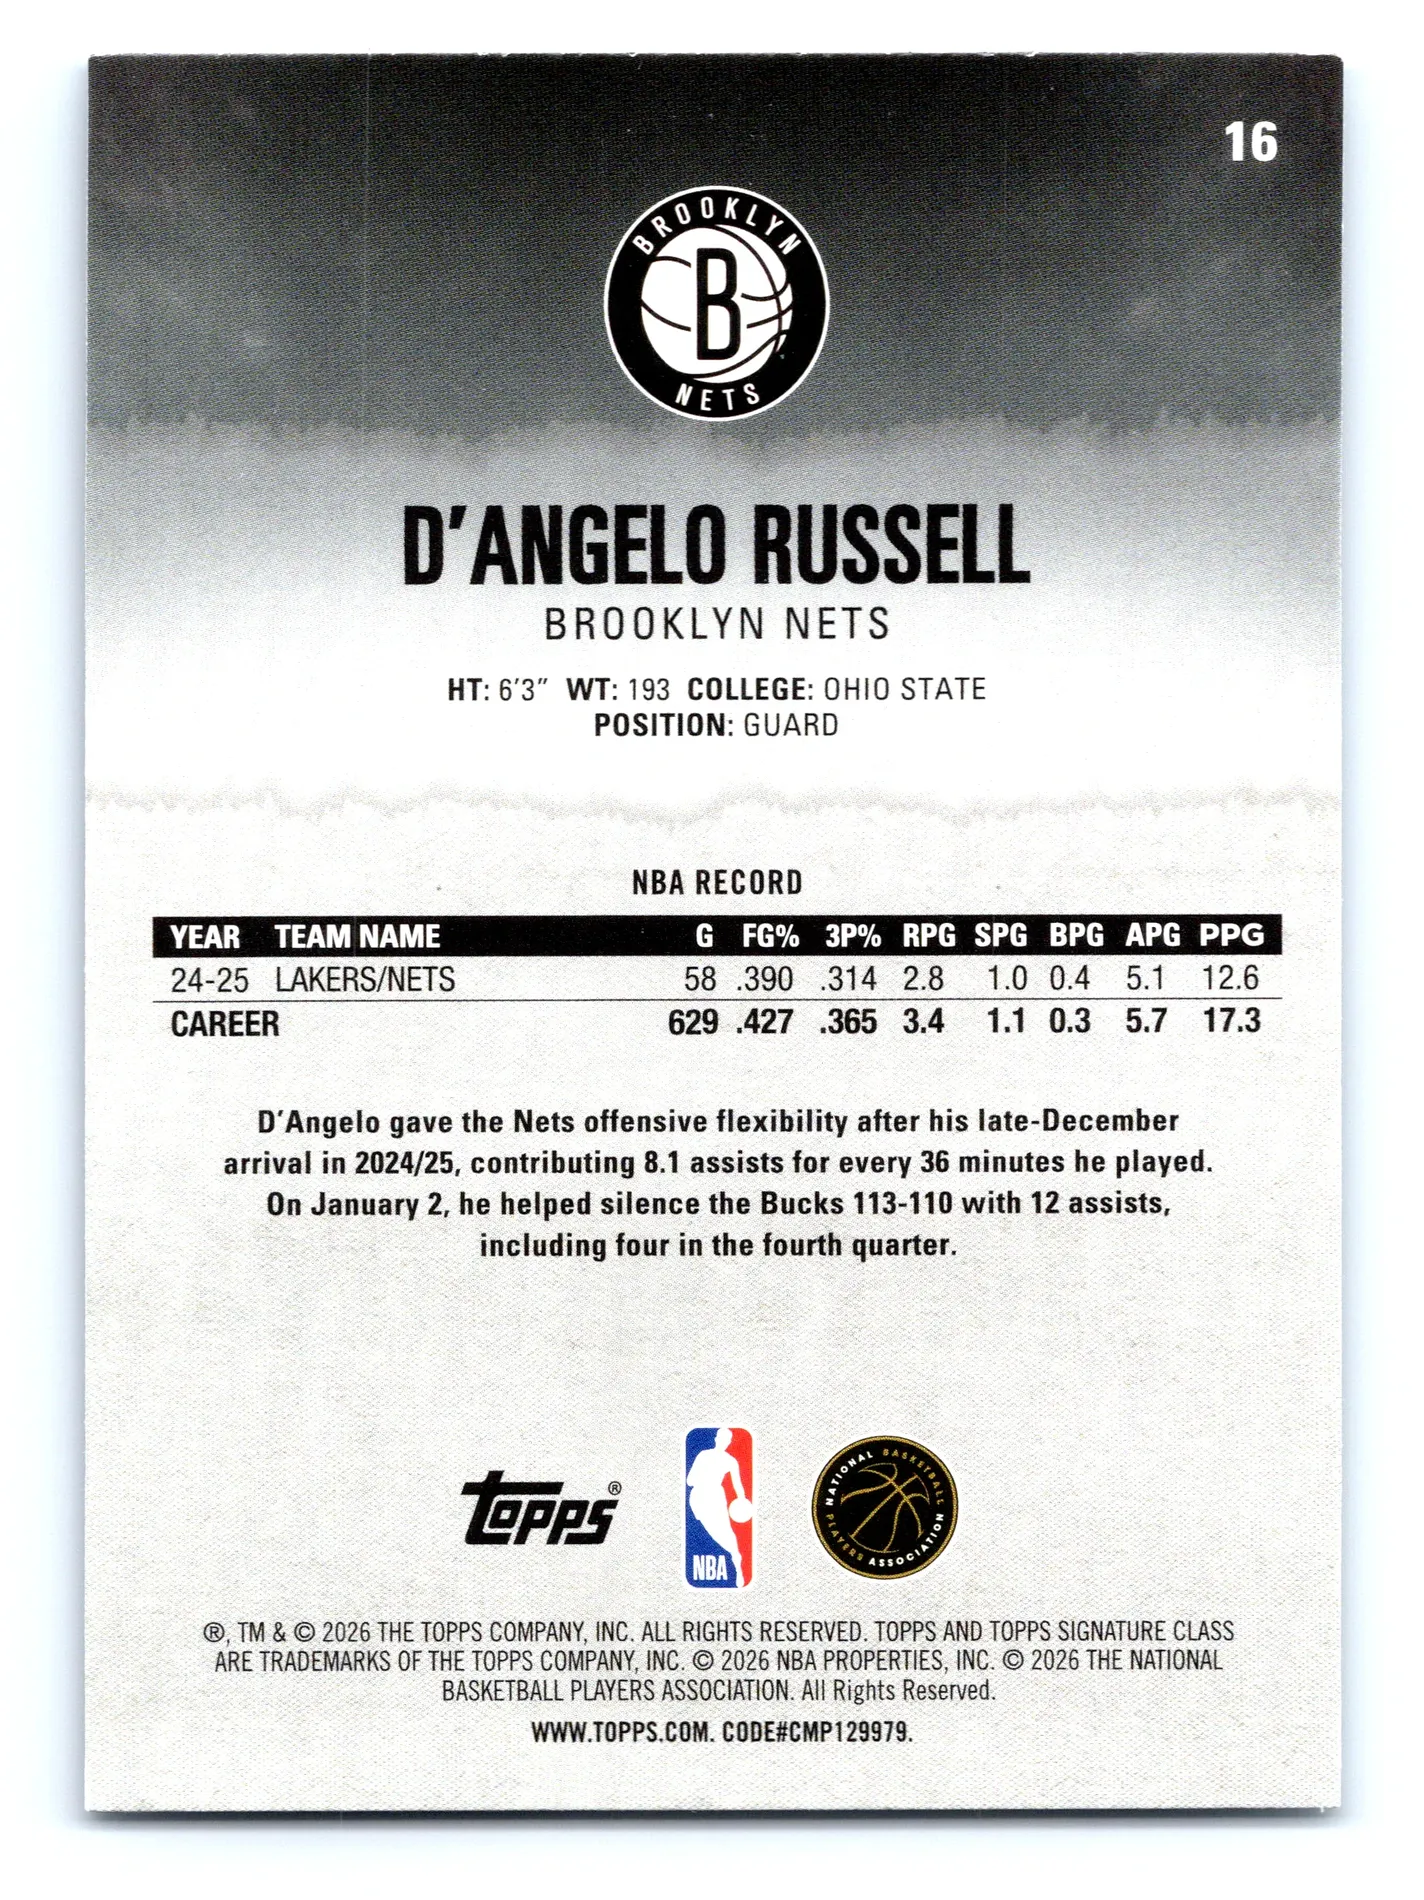 16
BROOKLYN
B
NETS
D'ANGELO RUSSELL
BROOKLYN NETS
HT: 6'3" WT: 193 COLLEGE: OHIO STATE
POSITION: GUARD
NBA RECORD
YEAR TEAM NAME G FG% 3P% RPG SPG BPG APG PPG
24-25 LAKERS/NETS 58 .390 .314 2.8 1.0 0.4 5.1 12.6
CAREER 629 .427 .365 3.4 1.1 0.3 5.7 17.3
D'Angelo gave the Nets offensive flexibility after his late-December
arrival in 2024/25, contributing 8.1 assists for every 36 minutes he played.
On January 2, he helped silence the Bucks 113-110 with 12 assists,
including four in the fourth quarter.
topps®
NBA
NATIONAL BASKETBALL PLAYERS ASSOCIATION
®, TM & © 2026 THE TOPPS COMPANY, INC. ALL RIGHTS RESERVED. TOPPS AND TOPPS SIGNATURE CLASS
ARE TRADEMARKS OF THE TOPPS COMPANY, INC. © 2026 NBA PROPERTIES, INC. © 2026 THE NATIONAL
BASKETBALL PLAYERS ASSOCIATION. All Rights Reserved.
WWW.TOPPS.COM. CODE#CMP129979.